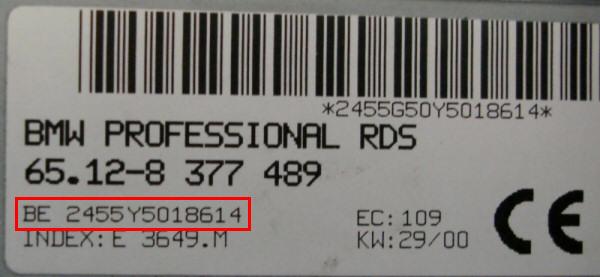 *2455G50Y5018614*
BMW PROFESSIONAL RDS
65.12-8 377 489
BE 2455Y5018614
INDEX: E 3649.M
EC: 109
KW: 29/00
CE